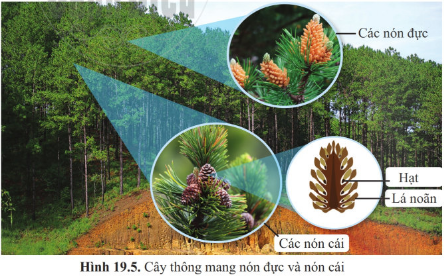 Các nón đực
Hạt
Lá noãn
Các nón cái
Hình 19.5. Cây thông mang nón đực và nón cái